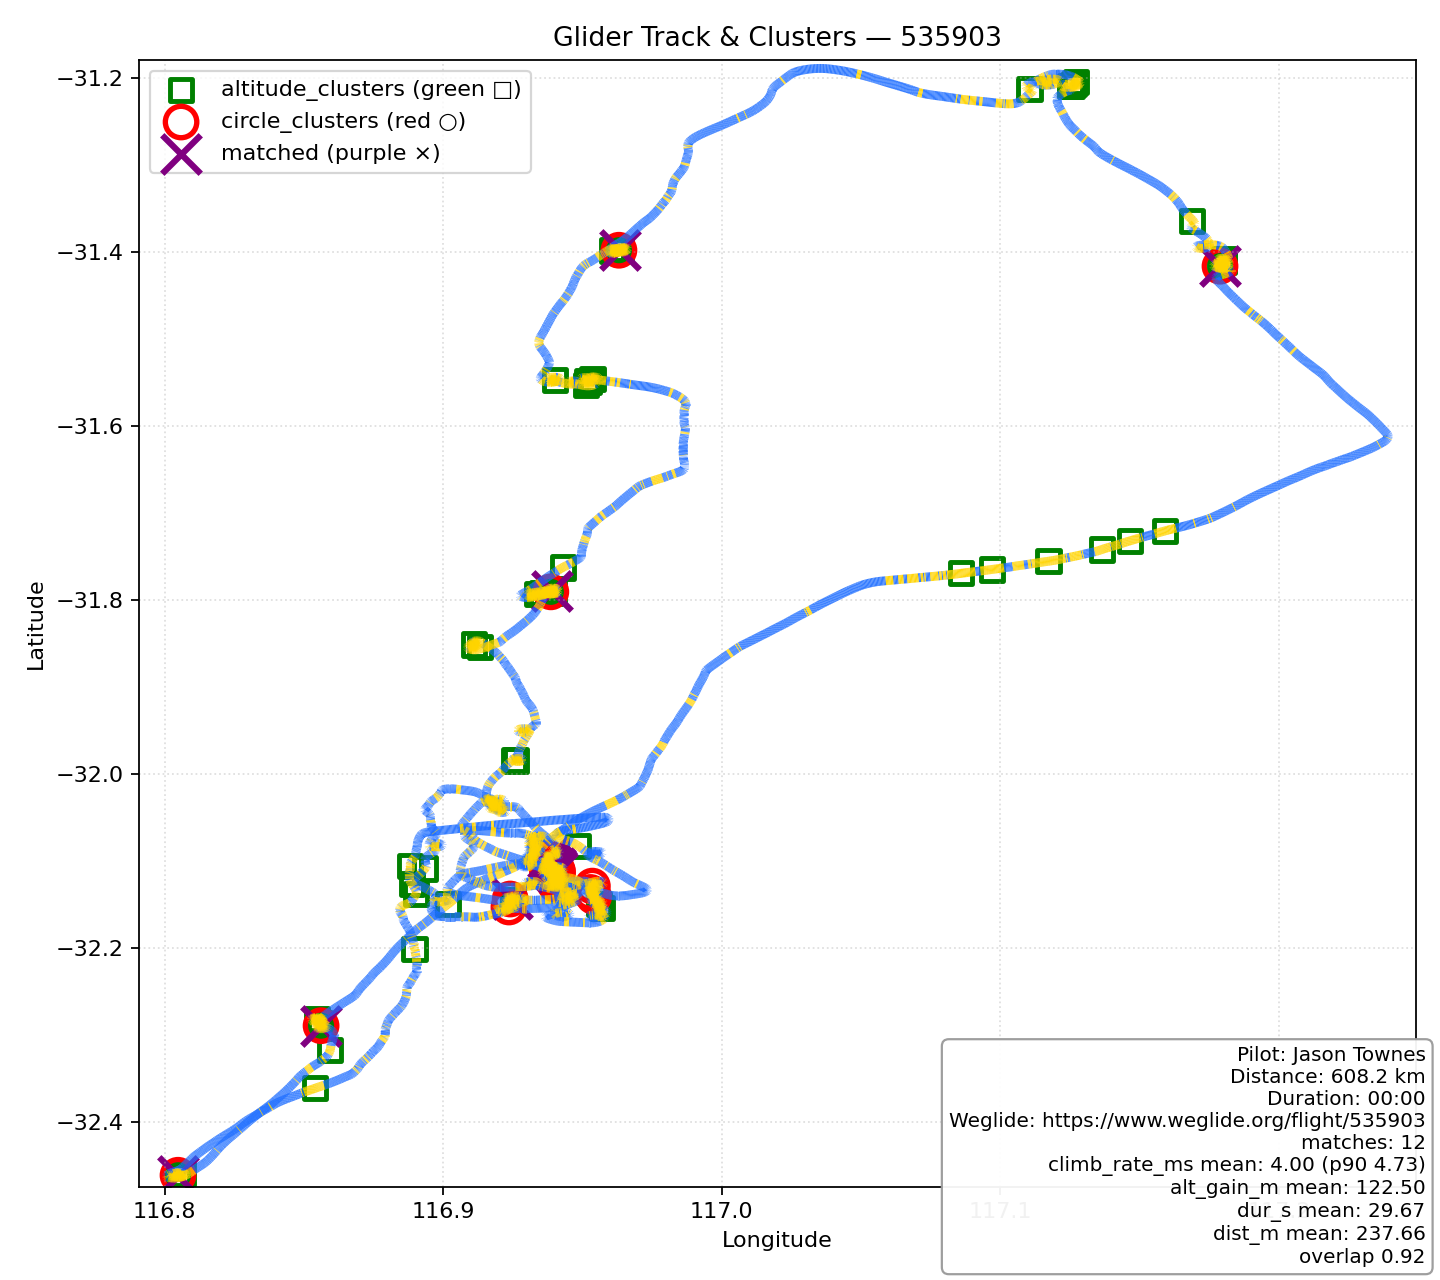 Glider Track & Clusters — 535903
altitude_clusters (green □)
circle_clusters (red ○)
matched (purple ×)
−31.2
−31.4
−31.6
−31.8
−32.0
−32.2
−32.4
Latitude
116.8
116.9
117.0
117.1
Longitude
Pilot: Jason Townes
Distance: 608.2 km
Duration: 00:00
Weglide: https://www.weglide.org/flight/535903
matches: 12
climb_rate_ms mean: 4.00 (p90 4.73)
alt_gain_m mean: 122.50
dur_s mean: 29.67
dist_m mean: 237.66
overlap 0.92